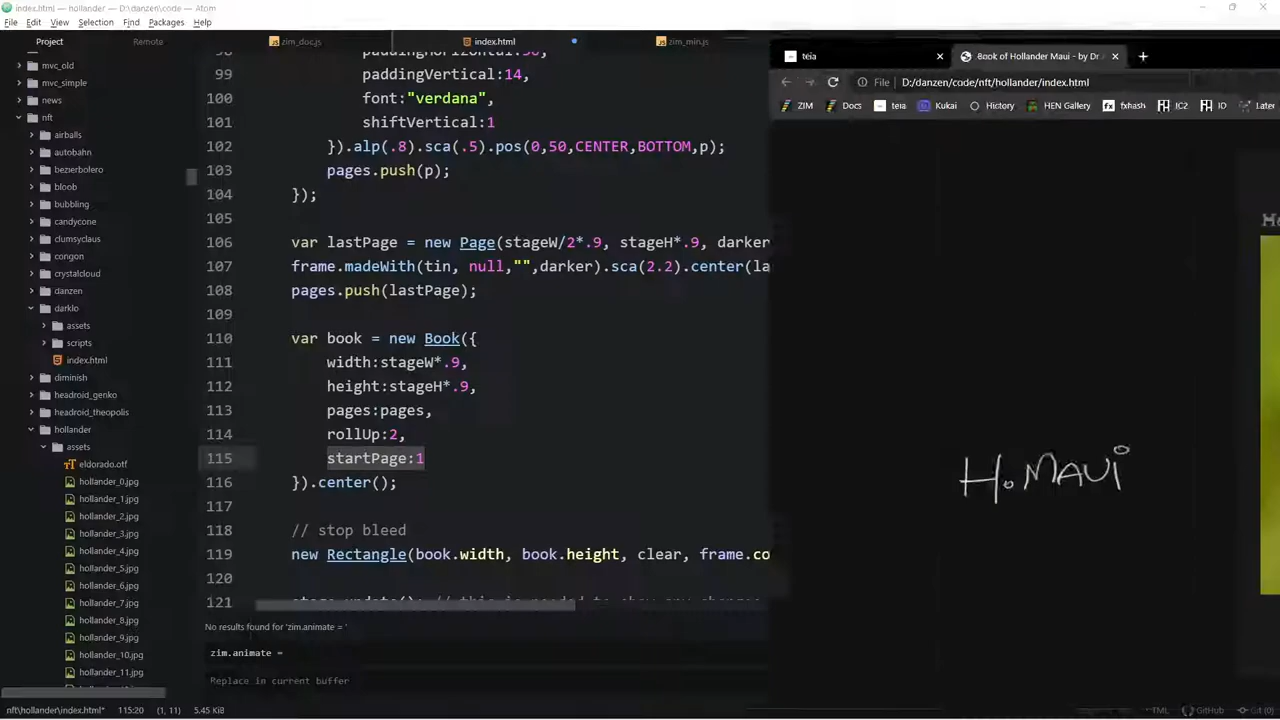 index.html — hollander — D:\danzen\code — Atom
File Edit View Selection Find Packages Help
Project Remote
zim_doc.js index.html zim_min.js
mvc_old
mvc_simple
news
nft
airballs
autobahn
bezierbolero
bloob
bubbling
candycone
clumsyclaus
congon
crystalcloud
danzen
darklo
assets
scripts
index.html
diminish
headroid_genko
headroid_theopolis
hollander
assets
eldorado.otf
hollander_0.jpg
hollander_1.jpg
hollander_2.jpg
hollander_3.jpg
hollander_4.jpg
hollander_5.jpg
hollander_6.jpg
hollander_7.jpg
hollander_8.jpg
hollander_9.jpg
hollander_10.jpg
hollander_11.jpg
99 paddingVertical:14,
100 font:"verdana",
101 shiftVertical:1
102 }).alp(.8).sca(.5).pos(0,50,CENTER,BOTTOM,p);
103 pages.push(p);
104 });
105
106 var lastPage = new Page(stageW/2*.9, stageH*.9, darker
107 frame.madeWith(tin, null,"",darker).sca(2.2).center(la
108 pages.push(lastPage);
109
110 var book = new Book({
111 width:stageW*.9,
112 height:stageH*.9,
113 pages:pages,
114 rollUp:2,
115 startPage:1
116 }).center();
117
118 // stop bleed
119 new Rectangle(book.width, book.height, clear, frame.co
120
121
No results found for 'zim.animate = '
zim.animate =
Replace in current buffer
nft\hollander\index.html* 115:20 (1, 11) 5.45 KiB
GitHub Git (0)
teia Book of Hollander Maui - by Dr
File D:/danzen/code/nft/hollander/index.html
ZIM Docs teia Kukai Hictory HEN Gallery fxhash IC2 ID Later
H.MAUi